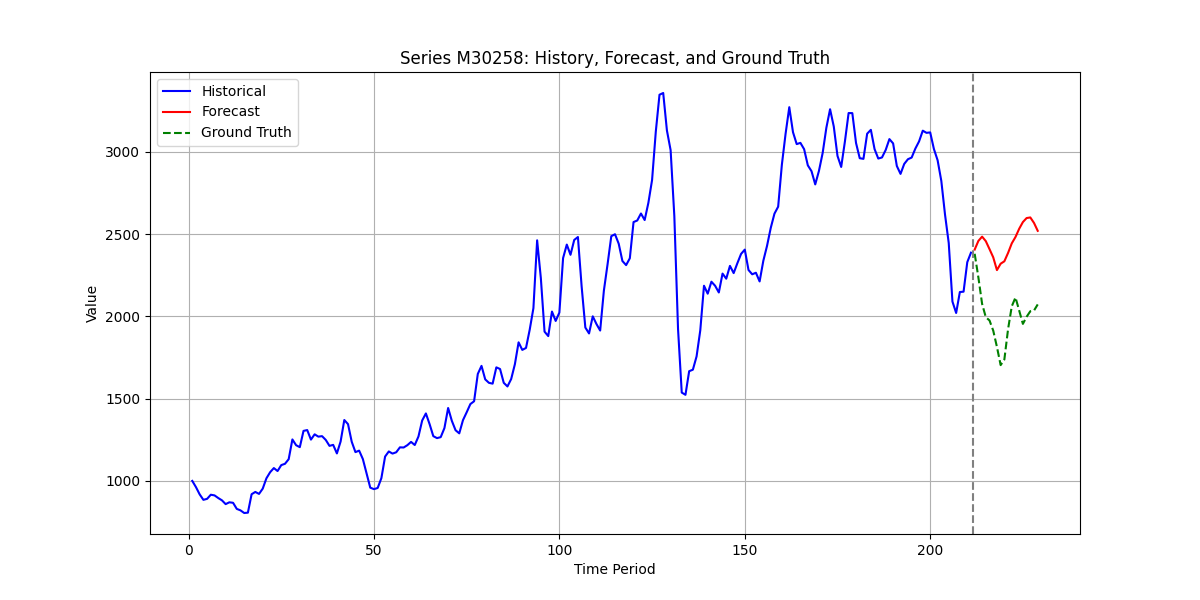 Series M30258: History, Forecast, and Ground Truth
Historical
Forecast
Ground Truth
Value
3000
2500
2000
1500
1000
0
50
100
150
200
Time Period